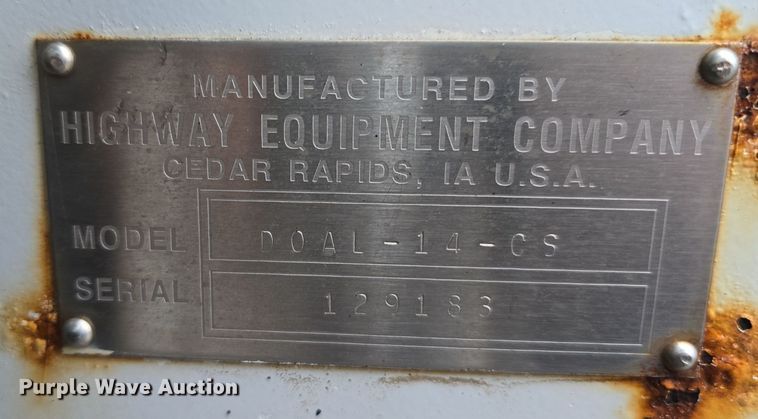 MANUFACTURED BY
HIGHWAY EQUIPMENT COMPANY
CEDAR RAPIDS, IA U.S.A.
MODEL DOAL-14-CS
SERIAL 129183
Purple Wave Auction